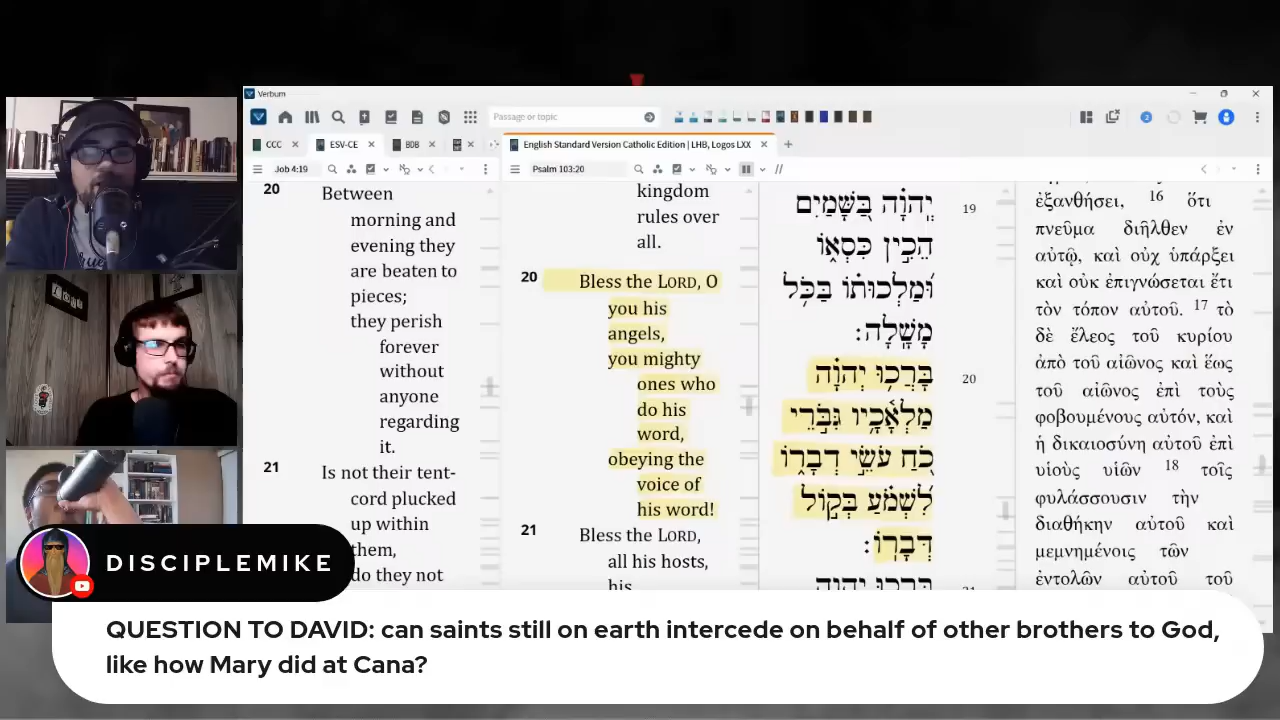 Verbum
Passage or topic
CCC
ESV-CE
BDB
English Standard Version Catholic Edition | LHB, Logos LXX
Job 4:19
Psalm 103:20
20 Between
morning and
evening they
are beaten to
pieces;
they perish
forever
without
anyone
regarding
it.
21 Is not their tent-
cord plucked
up within
them,
do they not
kingdom
rules over
all.
20 Bless the LORD, O
you his
angels,
you mighty
ones who
do his
word,
obeying the
voice of
his word!
21 Bless the LORD,
all his hosts,
his
19 יְֽהוָ֗ה בַּ֭שָּׁמַיִם
הֵכִ֣ין כִּסְא֑וֹ
וּ֝מַלְכוּת֗וֹ בַּכֹּ֥ל
מָשָֽׁלָה׃
20 בָּרֲכ֥וּ יְהוָ֗ה
מַלְאָ֫כָ֥יו גִּבֹּ֣רֵי
כֹ֭חַ עֹשֵׂ֣י דְבָר֑וֹ
לִ֝שְׁמֹ֗עַ בְּק֣וֹל
דְּבָרֽוֹ׃
ἐξανθήσει, 16 ὅτι
πνεῦμα διῆλθεν ἐν
αὐτῷ, καὶ οὐχ ὑπάρξει
καὶ οὐκ ἐπιγνώσεται ἔτι
τὸν τόπον αὐτοῦ. 17 τὸ
δὲ ἔλεος τοῦ κυρίου
ἀπὸ τοῦ αἰῶνος καὶ ἕως
τοῦ αἰῶνος ἐπὶ τοὺς
φοβουμένους αὐτόν, καὶ
ἡ δικαιοσύνη αὐτοῦ ἐπὶ
υἱοὺς υἱῶν 18 τοῖς
φυλάσσουσιν τὴν
διαθήκην αὐτοῦ καὶ
μεμνημένοις τῶν
ἐντολῶν αὐτοῦ τοῦ
DISCIPLEMIKE
QUESTION TO DAVID: can saints still on earth intercede on behalf of other brothers to God,
like how Mary did at Cana?